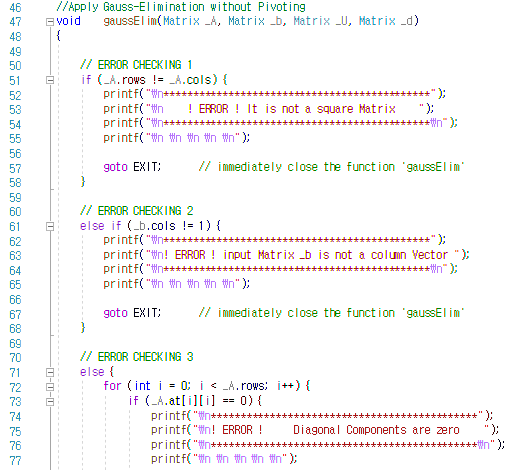 46 //Apply Gauss-Elimination without Pivoting
47 void    gaussElim(Matrix _A, Matrix _b, Matrix _U, Matrix _d)
48 {
49
50     // ERROR CHECKING 1
51     if (_A.rows != _A.cols) {
52         printf("₩n********************************************");
53         printf("₩n    ! ERROR ! It is not a square Matrix    ");
54         printf("₩n********************************************₩n");
55         printf("₩n ₩n ₩n ₩n ₩n");
56
57         goto EXIT;      // immediately close the function 'gaussElim'
58     }
59
60     // ERROR CHECKING 2
61     else if (_b.cols != 1) {
62         printf("₩n********************************************");
63         printf("₩n! ERROR ! input Matrix _b is not a column Vector ");
64         printf("₩n********************************************₩n");
65         printf("₩n ₩n ₩n ₩n ₩n");
66
67         goto EXIT;      // immediately close the function 'gaussElim'
68     }
69
70     // ERROR CHECKING 3
71     else {
72         for (int i = 0; i < _A.rows; i++) {
73             if (_A.at[i][i] == 0) {
74                 printf("₩n********************************************");
75                 printf("₩n! ERROR !     Diagonal Components are zero    ");
76                 printf("₩n********************************************₩n");
77                 printf("₩n ₩n ₩n ₩n ₩n");